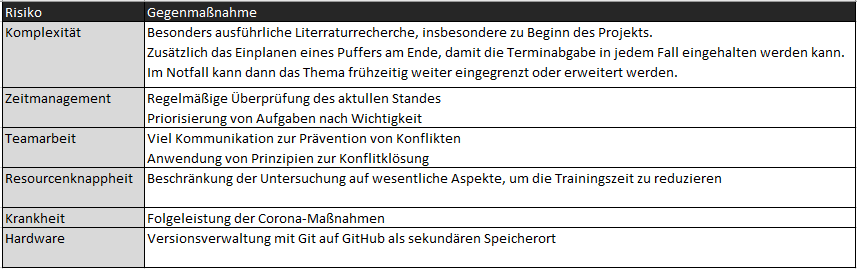 Risiko Gegenmaßnahme
Komplexität Besonders ausführliche Literraturrecherche, insbesondere zu Beginn des Projekts.
Zusätzlich das Einplanen eines Puffers am Ende, damit die Terminabgabe in jedem Fall eingehalten werden kann.
Im Notfall kann dann das Thema frühzeitig weiter eingegrenzt oder erweitert werden.
Zeitmanagement Regelmäßige Überprüfung des aktullen Standes
Priorisierung von Aufgaben nach Wichtigkeit
Teamarbeit Viel Kommunikation zur Prävention von Konflikten
Anwendung von Prinzipien zur Konflitklösung
Resourcenknappheit Beschränkung der Untersuchung auf wesentliche Aspekte, um die Trainingszeit zu reduzieren
Krankheit Folgeleistung der Corona-Maßnahmen
Hardware Versionsverwaltung mit Git auf GitHub als sekundären Speicherort